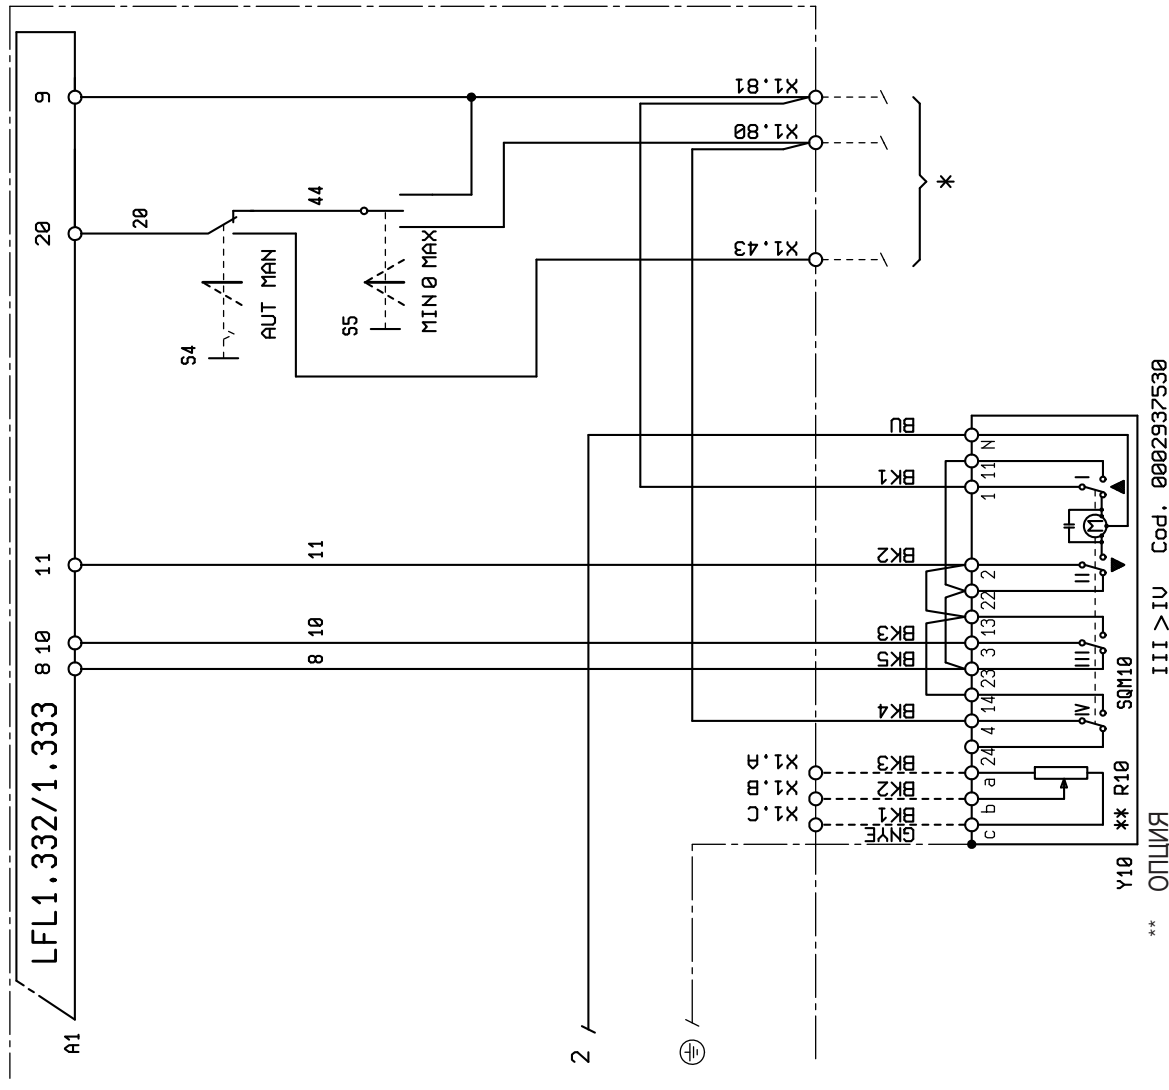 LFL1.332/1.333
A1
8
10
11
20
9
8
10
11
20
44
S4
AUT MAN
S5
MIN 0 MAX
X1.81
X1.80
X1.43
*
X1.A
X1.B
X1.C
BU
BK1
BK2
BK3
BK5
BK4
BK3
BK2
BK1
GNYE
N
11
1
2
22
13
3
23
14
4
24
a
b
c
I
M
II
III
IV
SQM10
** R10
Y10
2
** ОПЦИЯ
III > IV Cod. 0002937530